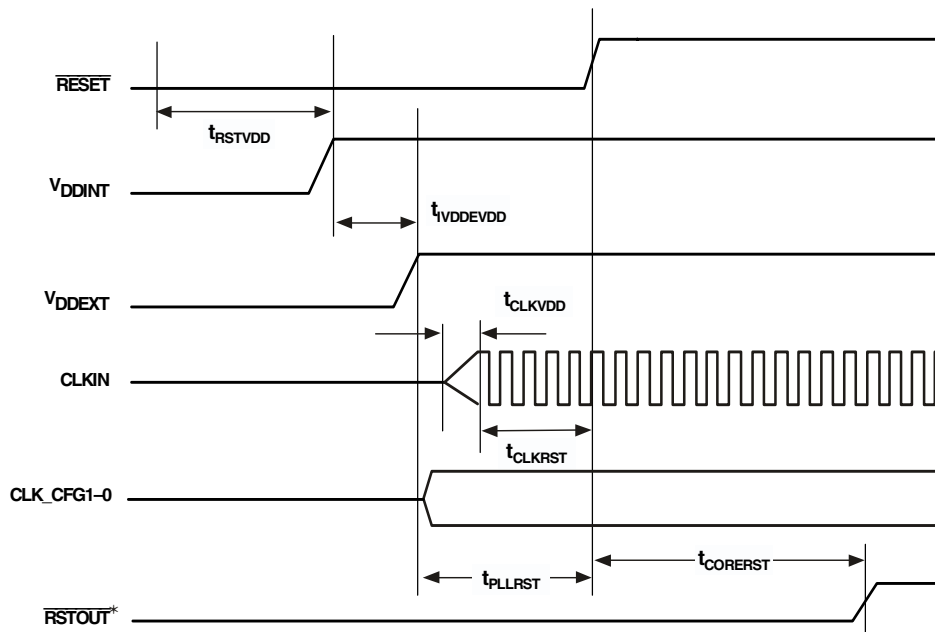 RESET
tRSTVDD
VDDINT
tIVDDEVDD
VDDEXT
tCLKVDD
CLKIN
tCLKRST
CLK_CFG1–0
tPLLRST
tCORERST
RSTOUT*